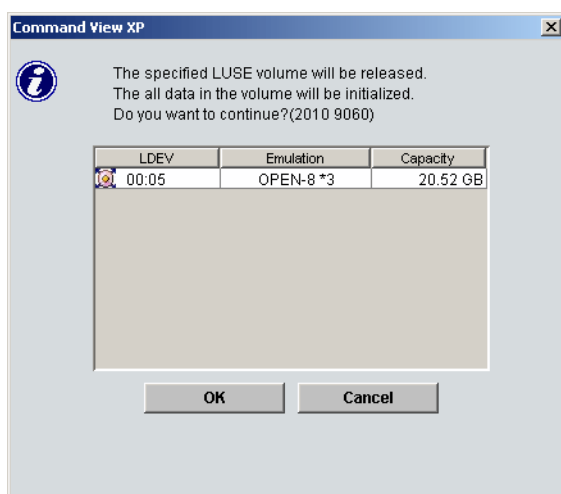 Command View XP
The specified LUSE volume will be released.
The all data in the volume will be initialized.
Do you want to continue?(2010 9060)
LDEV Emulation Capacity
00:05 OPEN-8 *3 20.52 GB
OK Cancel